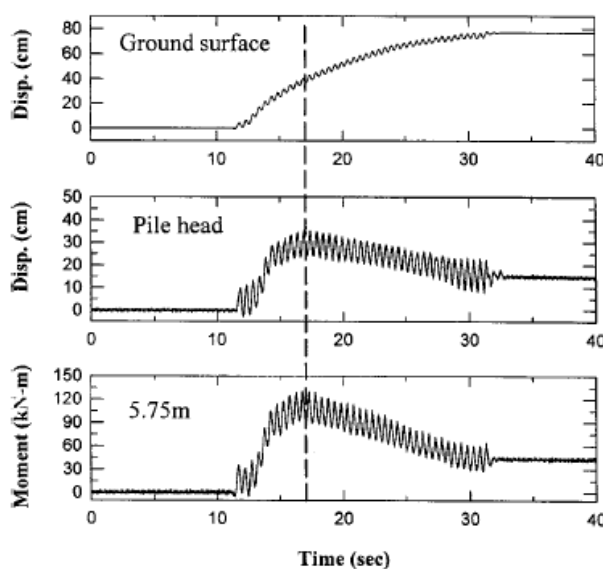 80
60
40
20
0
Disp. (cm)
Ground surface
0 10 20 30 40
50
40
30
20
10
0
Disp. (cm)
Pile head
0 10 20 30 40
150
120
90
60
30
0
Moment (kN-m)
5.75m
0 10 20 30 40
Time (sec)